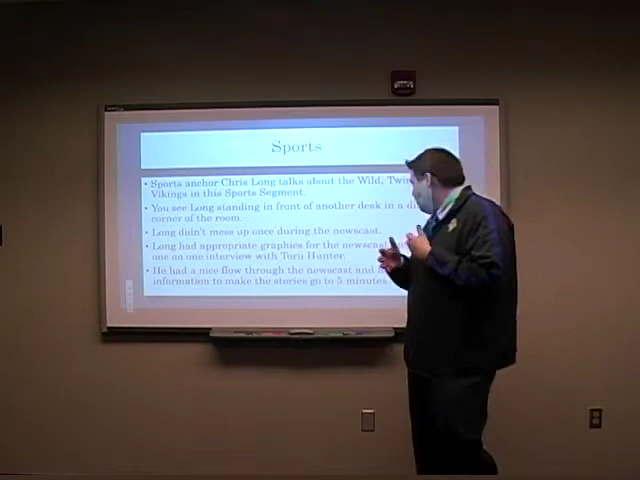 Sports
• Sports anchor Chris Long talks about the Wild,
Vikings in this Sports Segment.
• You see Long standing in front of another desk in a
corner of the room.
• Long didn't mess up once during the newscast.
• Long had appropriate graphics for the newscast
one on one interview with Torii Hunter.
• He had a nice flow through the newscast and
information to make the stories go to 5 minutes